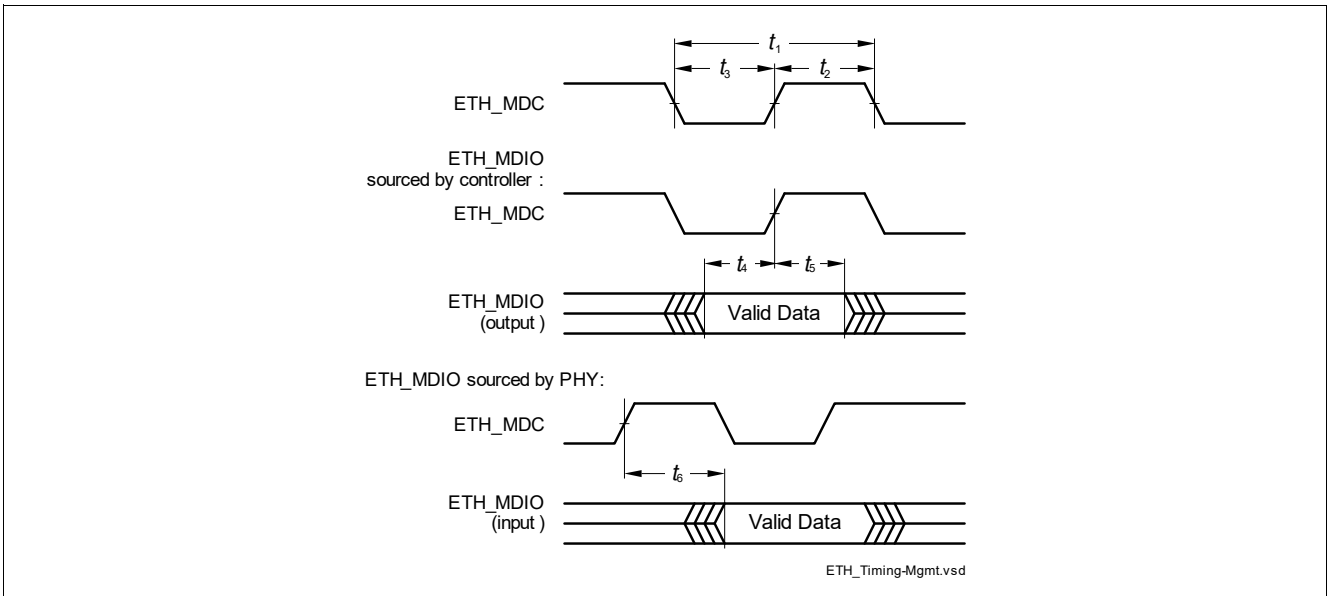 t₁
t₃ t₂
ETH_MDC
ETH_MDIO
sourced by controller :
ETH_MDC
t₄ t₅
ETH_MDIO
(output )
Valid Data
ETH_MDIO sourced by PHY:
ETH_MDC
t₆
ETH_MDIO
(input )
Valid Data
ETH_Timing-Mgmt.vsd